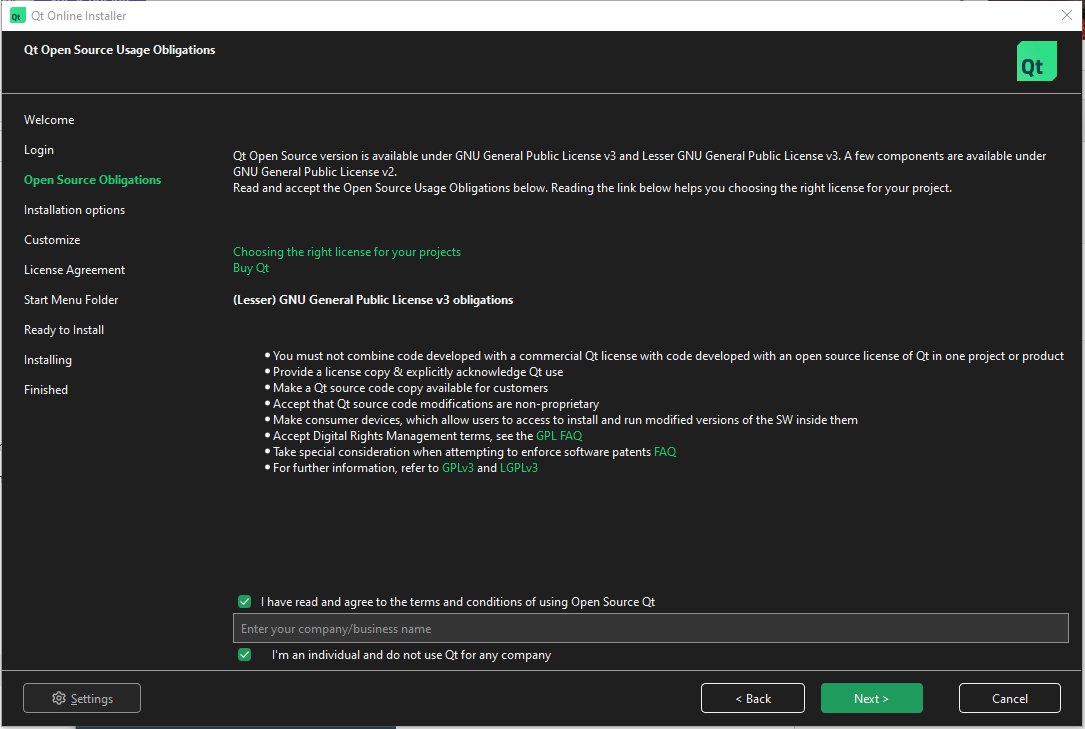 Qt Qt Online Installer
Qt Open Source Usage Obligations
Qt
Welcome
Login
Open Source Obligations
Installation options
Customize
License Agreement
Start Menu Folder
Ready to Install
Installing
Finished
Qt Open Source version is available under GNU General Public License v3 and Lesser GNU General Public License v3. A few components are available under
GNU General Public License v2.
Read and accept the Open Source Usage Obligations below. Reading the link below helps you choosing the right license for your project.
Choosing the right license for your projects
Buy Qt
(Lesser) GNU General Public License v3 obligations
• You must not combine code developed with a commercial Qt license with code developed with an open source license of Qt in one project or product
• Provide a license copy & explicitly acknowledge Qt use
• Make a Qt source code copy available for customers
• Accept that Qt source code modifications are non-proprietary
• Make consumer devices, which allow users to access to install and run modified versions of the SW inside them
• Accept Digital Rights Management terms, see the GPL FAQ
• Take special consideration when attempting to enforce software patents FAQ
• For further information, refer to GPLv3 and LGPLv3
I have read and agree to the terms and conditions of using Open Source Qt
Enter your company/business name
I'm an individual and do not use Qt for any company
Settings
< Back
Next >
Cancel